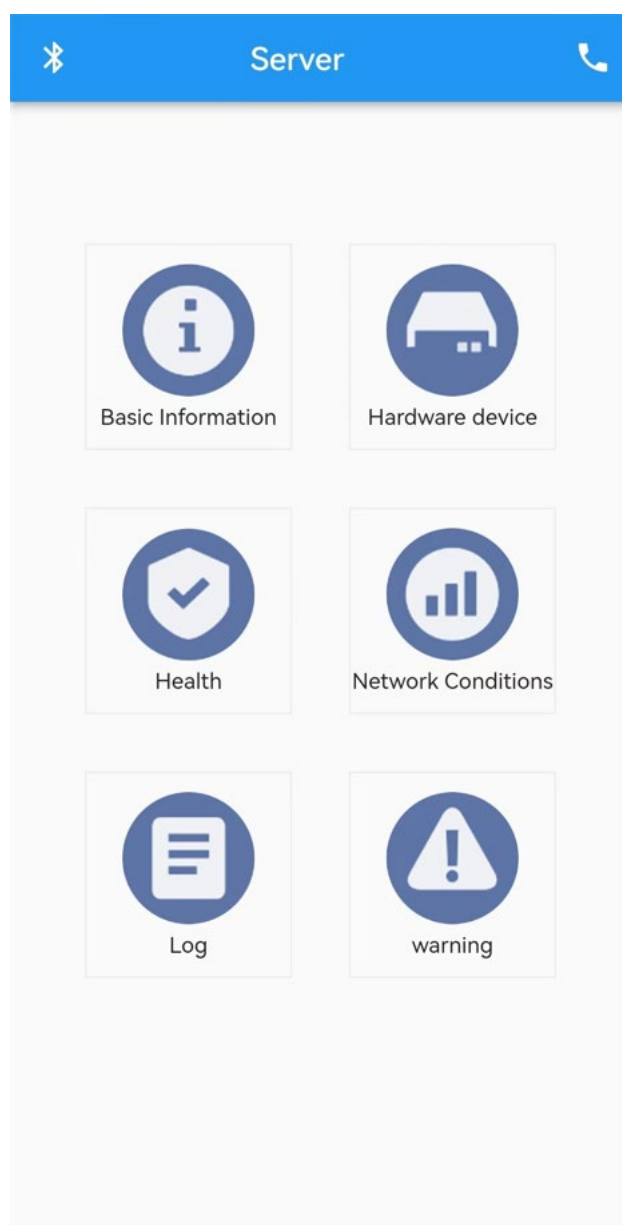 Server
Basic Information
Hardware device
Health
Network Conditions
Log
warning